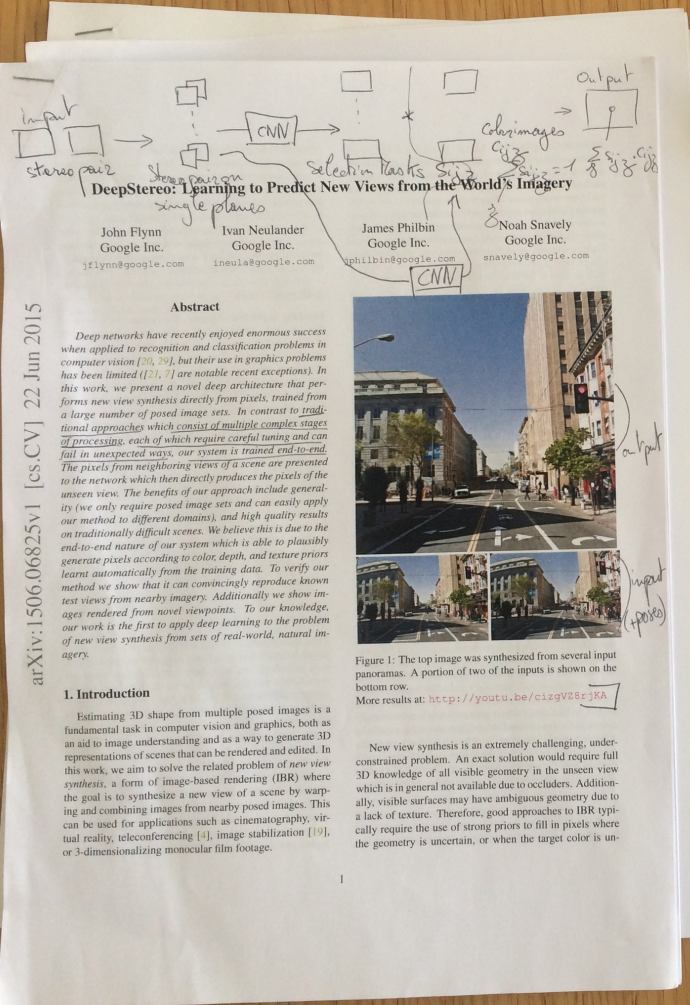 Output
input
CNN
Color images
Cijz
stereo pair
Stereo pair on
single planes
Selection Masks Sijz
∑ Sijz = 1
z
∑ Sijz . Cijz
z
DeepStereo: Learning to Predict New Views from the World's Imagery
John Flynn
Google Inc.
jflynn@google.com
Ivan Neulander
Google Inc.
ineula@google.com
James Philbin
Google Inc.
jphilbin@google.com
Noah Snavely
Google Inc.
snavely@google.com
CNN
arXiv:1506.06825v1 [cs.CV] 22 Jun 2015
Abstract
Deep networks have recently enjoyed enormous success
when applied to recognition and classification problems in
computer vision [20, 29], but their use in graphics problems
has been limited ([21, 7] are notable recent exceptions). In
this work, we present a novel deep architecture that per-
forms new view synthesis directly from pixels, trained from
a large number of posed image sets. In contrast to tradi-
tional approaches which consist of multiple complex stages
of processing, each of which require careful tuning and can
fail in unexpected ways, our system is trained end-to-end.
The pixels from neighboring views of a scene are presented
to the network which then directly produces the pixels of the
unseen view. The benefits of our approach include general-
ity (we only require posed image sets and can easily apply
our method to different domains), and high quality results
on traditionally difficult scenes. We believe this is due to the
end-to-end nature of our system which is able to plausibly
generate pixels according to color, depth, and texture priors
learnt automatically from the training data. To verify our
method we show that it can convincingly reproduce known
test views from nearby imagery. Additionally we show im-
ages rendered from novel viewpoints. To our knowledge,
our work is the first to apply deep learning to the problem
of new view synthesis from sets of real-world, natural im-
agery.
1. Introduction
Estimating 3D shape from multiple posed images is a
fundamental task in computer vision and graphics, both as
an aid to image understanding and as a way to generate 3D
representations of scenes that can be rendered and edited. In
this work, we aim to solve the related problem of new view
synthesis, a form of image-based rendering (IBR) where
the goal is to synthesize a new view of a scene by warp-
ing and combining images from nearby posed images. This
can be used for applications such as cinematography, vir-
tual reality, teleconferencing [4], image stabilization [19],
or 3-dimensionalizing monocular film footage.
output
input
(+poses)
Figure 1: The top image was synthesized from several input
panoramas. A portion of two of the inputs is shown on the
bottom row.
More results at: http://youtu.be/cizgVZ8rjKA
New view synthesis is an extremely challenging, under-
constrained problem. An exact solution would require full
3D knowledge of all visible geometry in the unseen view
which is in general not available due to occluders. Addition-
ally, visible surfaces may have ambiguous geometry due to
a lack of texture. Therefore, good approaches to IBR typi-
cally require the use of strong priors to fill in pixels where
the geometry is uncertain, or when the target color is un-
1